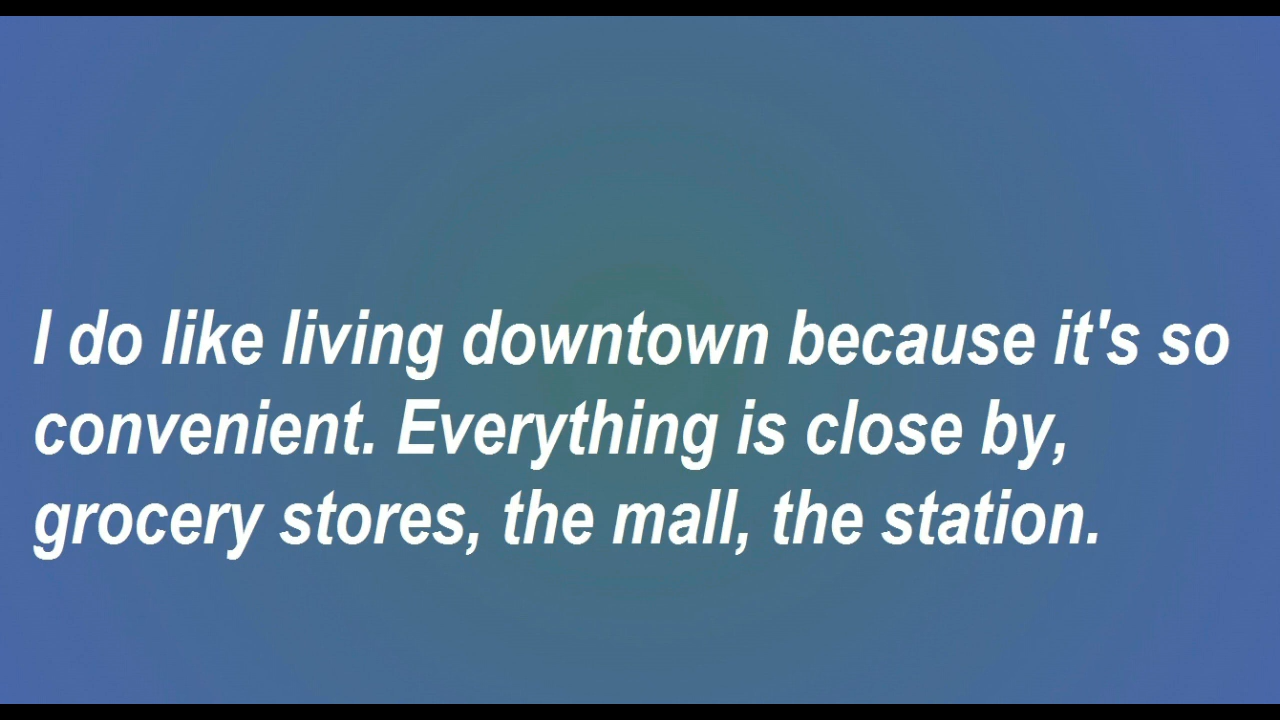 I do like living downtown because it's so
convenient. Everything is close by,
grocery stores, the mall, the station.